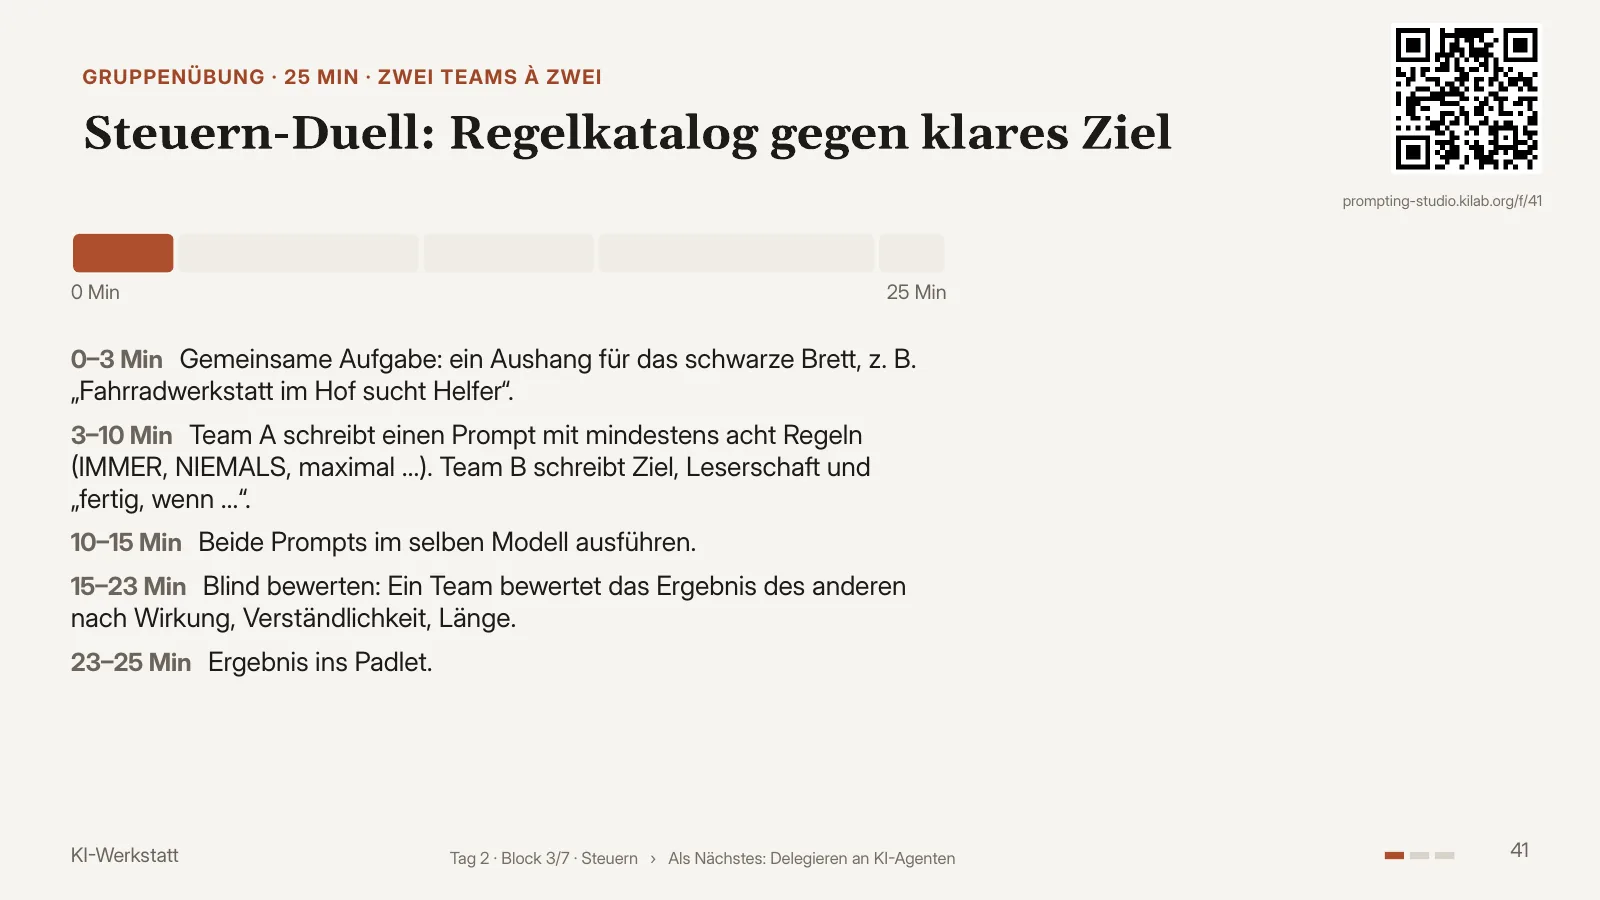 GRUPPENÜBUNG · 25 MIN · ZWEI TEAMS À ZWEI
Steuern-Duell: Regelkatalog gegen klares Ziel
prompting-studio.kilab.org/f/41
0 Min
25 Min
0–3 Min Gemeinsame Aufgabe: ein Aushang für das schwarze Brett, z. B.
„Fahrradwerkstatt im Hof sucht Helfer“.
3–10 Min Team A schreibt einen Prompt mit mindestens acht Regeln
(IMMER, NIEMALS, maximal …). Team B schreibt Ziel, Leserschaft und
„fertig, wenn …“.
10–15 Min Beide Prompts im selben Modell ausführen.
15–23 Min Blind bewerten: Ein Team bewertet das Ergebnis des anderen
nach Wirkung, Verständlichkeit, Länge.
23–25 Min Ergebnis ins Padlet.
KI-Werkstatt
Tag 2 · Block 3/7 · Steuern › Als Nächstes: Delegieren an KI-Agenten
41